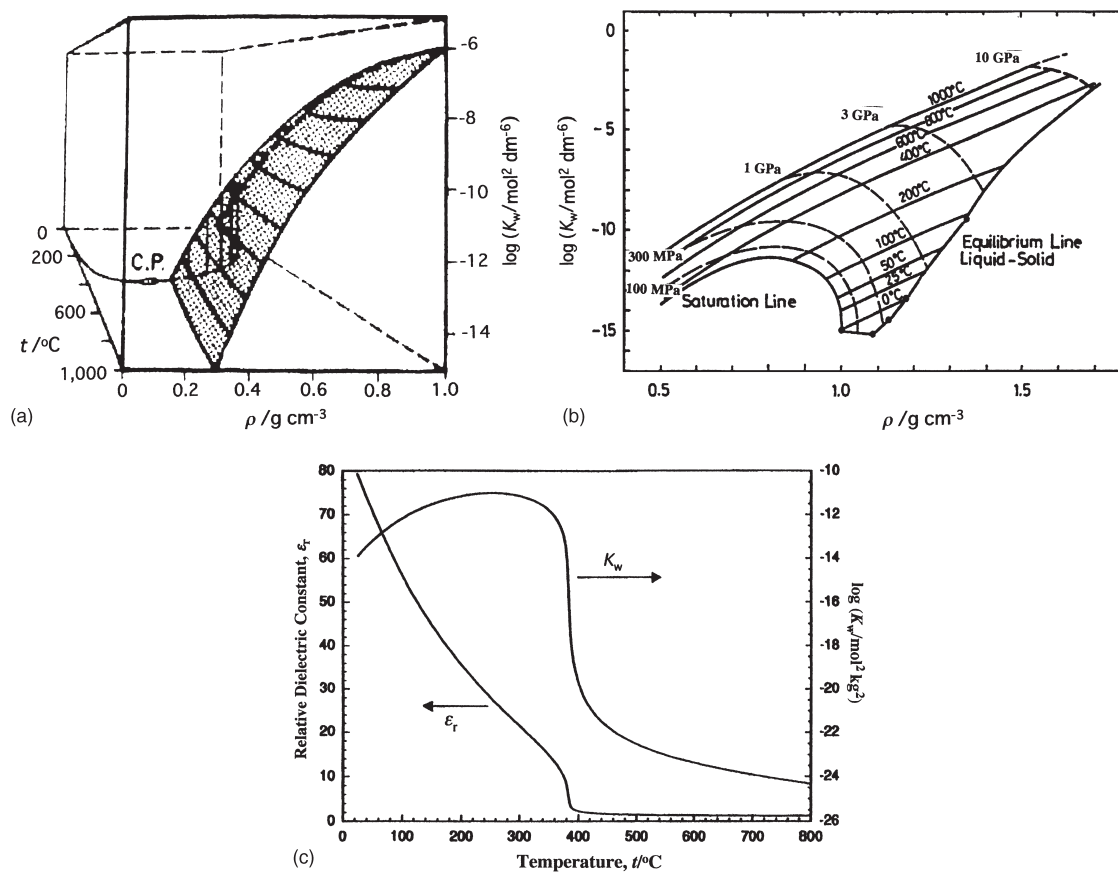 -6
-8
-10
-12
-14
log (Kw/mol² dm⁻⁶)
0
200
600
t /°C
1,000
C.P.
0
0.2
0.4
0.6
0.8
1.0
ρ /g cm⁻³
(a)
0
−5
−10
−15
log (Kw/mol² dm⁻⁶)
10 GPa
3 GPa
1 GPa
300 MPa
100 MPa
1000°C
800°C
600°C
400°C
200°C
100°C
50°C
25°C
0°C
Saturation Line
Equilibrium Line
Liquid-Solid
0.5
1.0
1.5
ρ /g cm⁻³
(b)
80
70
60
50
40
30
20
10
0
Relative Dielectric Constant, εr
Kw
εr
-10
-12
-14
-16
-18
-20
-22
-24
-26
log (Kw/mol² kg²)
0
100
200
300
400
500
600
700
800
Temperature, t/°C
(c)